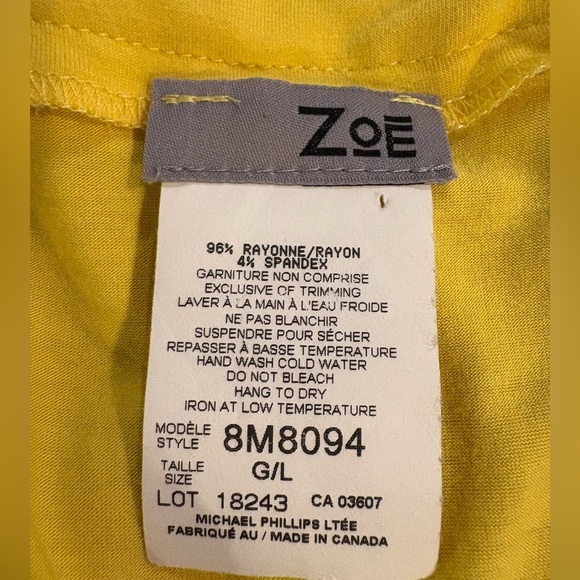 ZOE
96% RAYONNE/RAYON
4% SPANDEX
GARNITURE NON COMPRISE
EXCLUSIVE OF TRIMMING
LAVER À LA MAIN À L'EAU FROIDE
NE PAS BLANCHIR
SUSPENDRE POUR SÉCHER
REPASSER À BASSE TEMPERATURE
HAND WASH COLD WATER
DO NOT BLEACH
HANG TO DRY
IRON AT LOW TEMPERATURE
MODÈLE
STYLE 8M8094
TAILLE
SIZE G/L
LOT 18243 CA 03607
MICHAEL PHILLIPS LTÉE
FABRIQUÉ AU / MADE IN CANADA